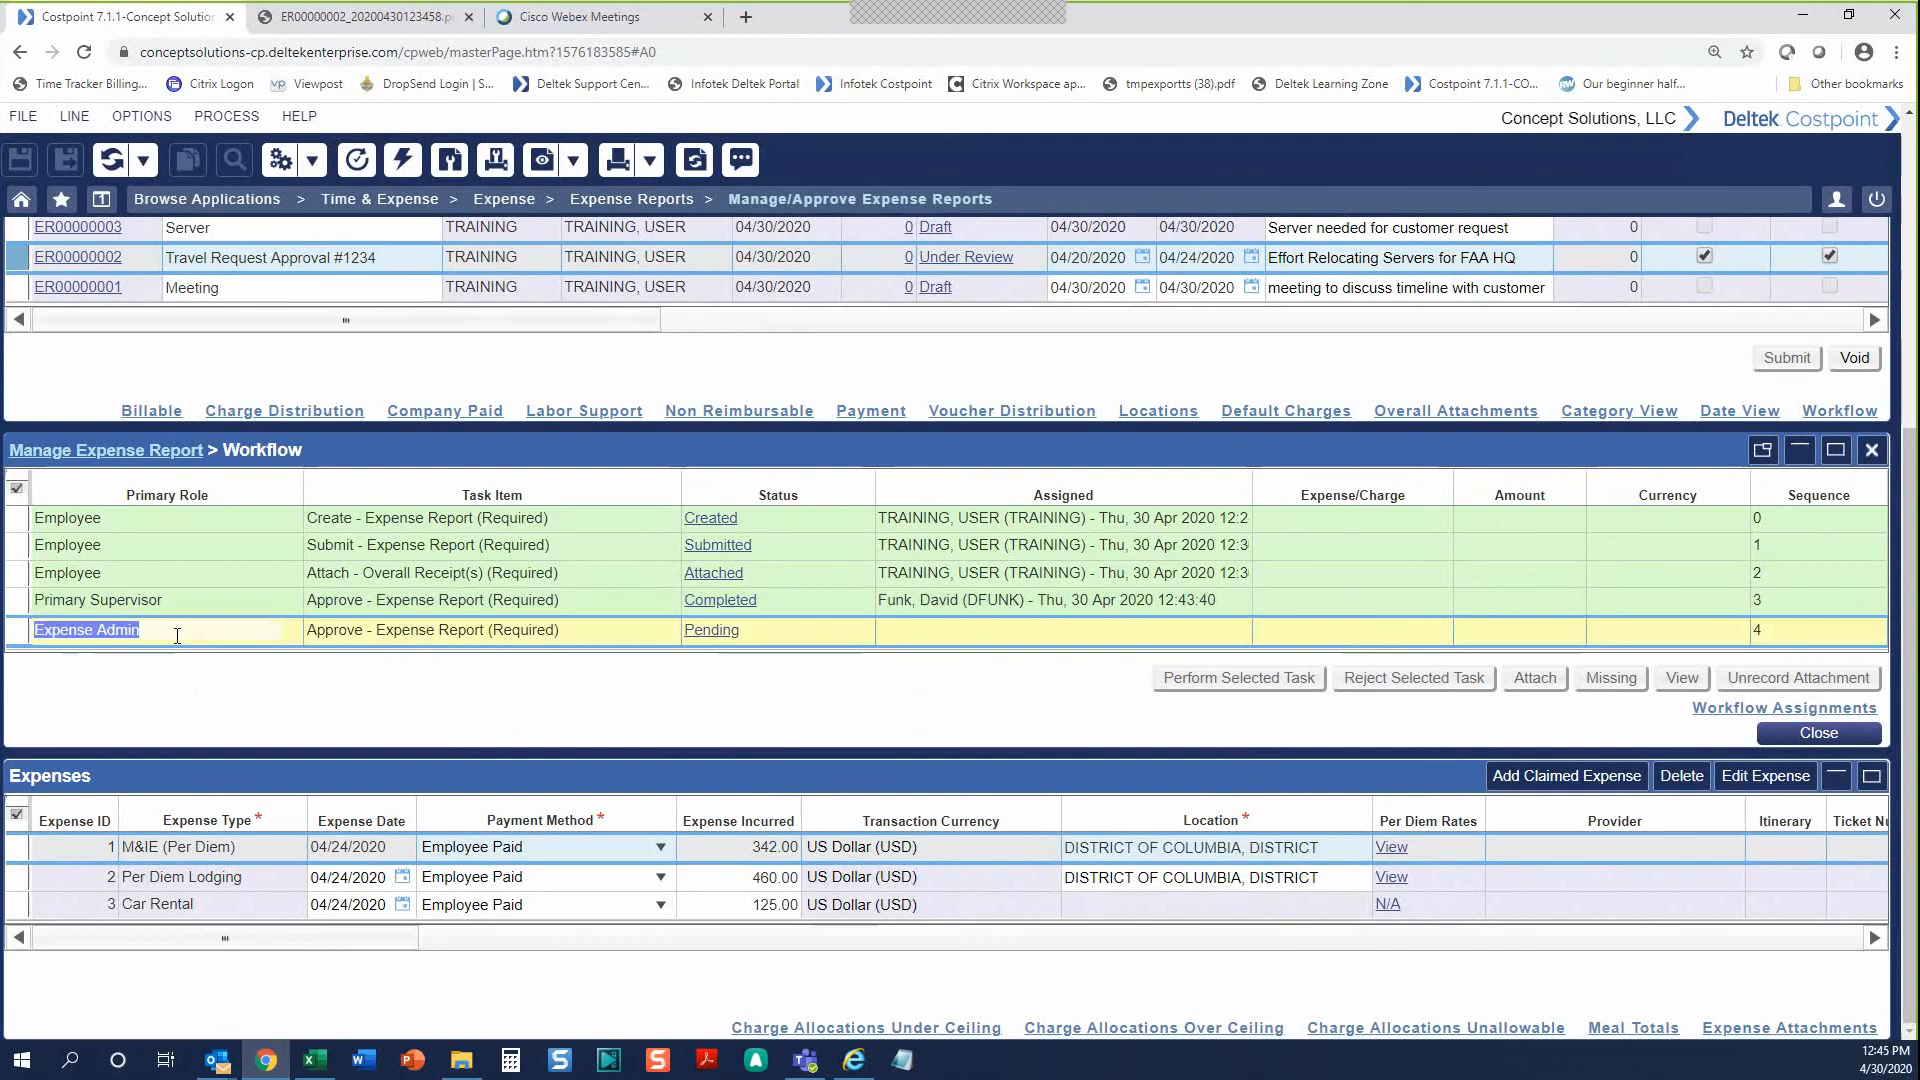 Costpoint 7.1.1-Concept Solution
ER00000002_20200430123458.p
Cisco Webex Meetings
conceptsolutions-cp.deltekenterprise.com/cpweb/masterPage.htm?1576183585#A0
Time Tracker Billing... Citrix Logon Viewpost DropSend Login | S... Deltek Support Cen... Infotek Deltek Portal Infotek Costpoint Citrix Workspace ap... tmpexportts (38).pdf Deltek Learning Zone Costpoint 7.1.1-CO... Our beginner half... Other bookmarks
FILE LINE OPTIONS PROCESS HELP
Concept Solutions, LLC Deltek Costpoint
Browse Applications > Time & Expense > Expense > Expense Reports > Manage/Approve Expense Reports
ER00000003 Server TRAINING TRAINING, USER 04/30/2020 0 Draft 04/30/2020 04/30/2020 Server needed for customer request 0
ER00000002 Travel Request Approval #1234 TRAINING TRAINING, USER 04/30/2020 0 Under Review 04/20/2020 04/24/2020 Effort Relocating Servers for FAA HQ 0
ER00000001 Meeting TRAINING TRAINING, USER 04/30/2020 0 Draft 04/30/2020 04/30/2020 meeting to discuss timeline with customer 0
Submit Void
Billable Charge Distribution Company Paid Labor Support Non Reimbursable Payment Voucher Distribution Locations Default Charges Overall Attachments Category View Date View Workflow
Manage Expense Report > Workflow
Primary Role Task Item Status Assigned Expense/Charge Amount Currency Sequence
Employee Create - Expense Report (Required) Created TRAINING, USER (TRAINING) - Thu, 30 Apr 2020 12:2 0
Employee Submit - Expense Report (Required) Submitted TRAINING, USER (TRAINING) - Thu, 30 Apr 2020 12:3 1
Employee Attach - Overall Receipt(s) (Required) Attached TRAINING, USER (TRAINING) - Thu, 30 Apr 2020 12:3 2
Primary Supervisor Approve - Expense Report (Required) Completed Funk, David (DFUNK) - Thu, 30 Apr 2020 12:43:40 3
Expense Admin Approve - Expense Report (Required) Pending 4
Perform Selected Task Reject Selected Task Attach Missing View Unrecord Attachment
Workflow Assignments
Close
Expenses Add Claimed Expense Delete Edit Expense
Expense ID Expense Type * Expense Date Payment Method * Expense Incurred Transaction Currency Location * Per Diem Rates Provider Itinerary Ticket Nu
1 M&IE (Per Diem) 04/24/2020 Employee Paid 342.00 US Dollar (USD) DISTRICT OF COLUMBIA, DISTRICT View
2 Per Diem Lodging 04/24/2020 Employee Paid 460.00 US Dollar (USD) DISTRICT OF COLUMBIA, DISTRICT View
3 Car Rental 04/24/2020 Employee Paid 125.00 US Dollar (USD) N/A
Charge Allocations Under Ceiling Charge Allocations Over Ceiling Charge Allocations Unallowable Meal Totals Expense Attachments
12:45 PM
4/30/2020